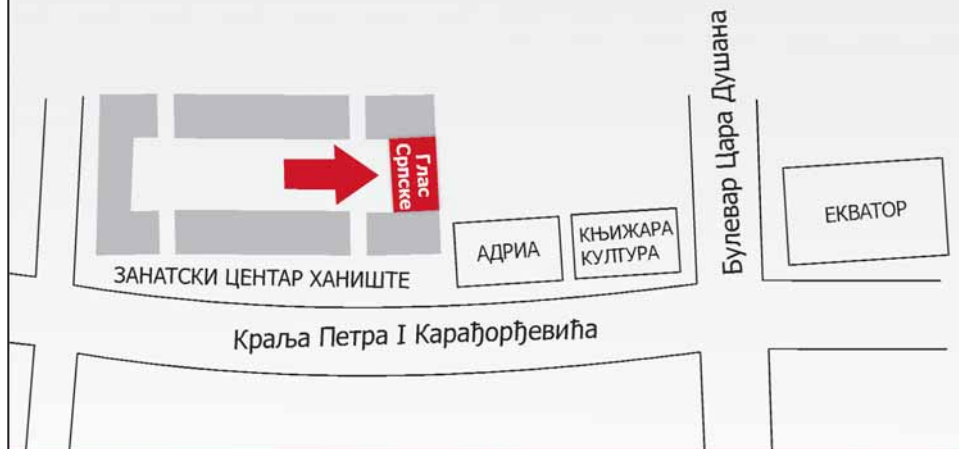 Булевар Цара Душана
Глас
Српске
ЕКВАТОР
КЊИЖАРА
КУЛТУРА
АДРИА
ЗАНАТСКИ ЦЕНТАР ХАНИШТЕ
Краља Петра I Карађорђевића